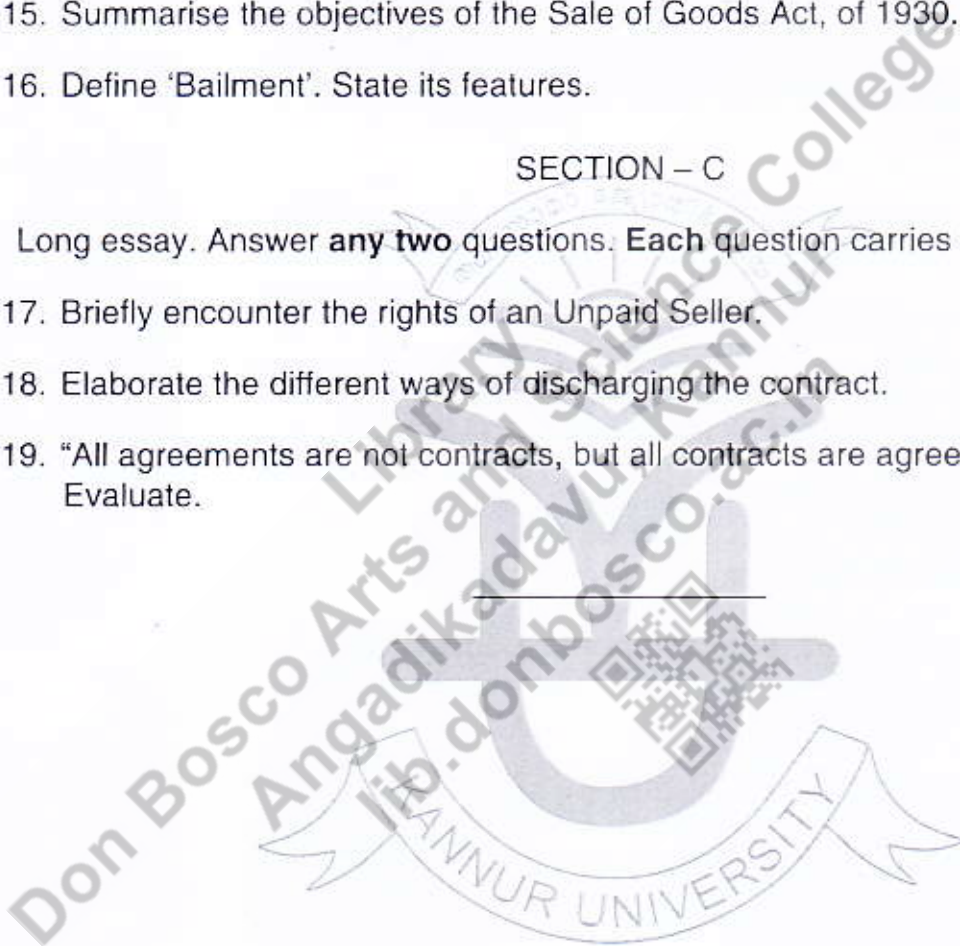 15. Summarise the objectives of the Sale of Goods Act, of 1930.
16. Define ‘Bailment’. State its features.
SECTION – C
Long essay. Answer any two questions. Each question carries
17. Briefly encounter the rights of an Unpaid Seller.
18. Elaborate the different ways of discharging the contract.
19. “All agreements are not contracts, but all contracts are agree
Evaluate.
Library
Don Bosco Arts and Science College
Angadikadavu, Kannur
lib.donbosco.ac.in
KANNUR UNIVERSITY